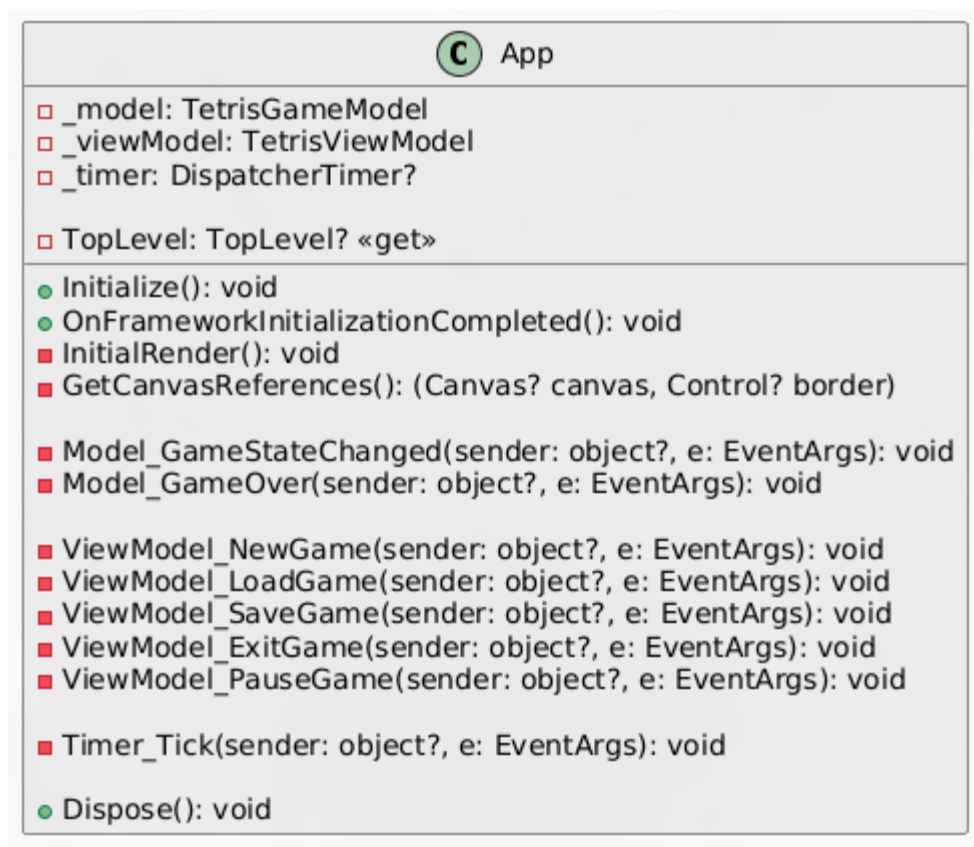 C App
_model: TetrisGameModel
_viewModel: TetrisViewModel
_timer: DispatcherTimer?
TopLevel: TopLevel? «get»
Initialize(): void
OnFrameworkInitializationCompleted(): void
InitialRender(): void
GetCanvasReferences(): (Canvas? canvas, Control? border)
Model_GameStateChanged(sender: object?, e: EventArgs): void
Model_GameOver(sender: object?, e: EventArgs): void
ViewModel_NewGame(sender: object?, e: EventArgs): void
ViewModel_LoadGame(sender: object?, e: EventArgs): void
ViewModel_SaveGame(sender: object?, e: EventArgs): void
ViewModel_ExitGame(sender: object?, e: EventArgs): void
ViewModel_PauseGame(sender: object?, e: EventArgs): void
Timer_Tick(sender: object?, e: EventArgs): void
Dispose(): void